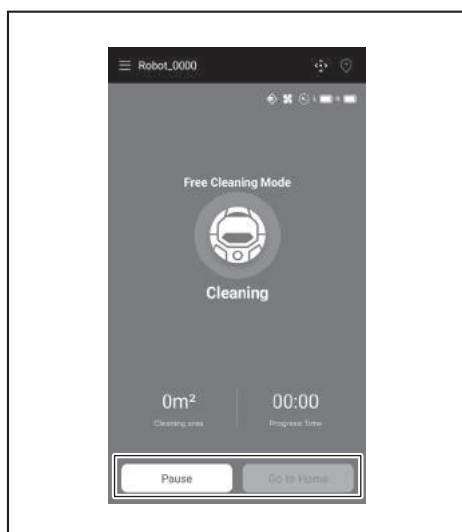 Robot_0000
L R
Free Cleaning Mode
Cleaning
0m² 00:00
Cleaning area Progress Time
Pause Go to Home